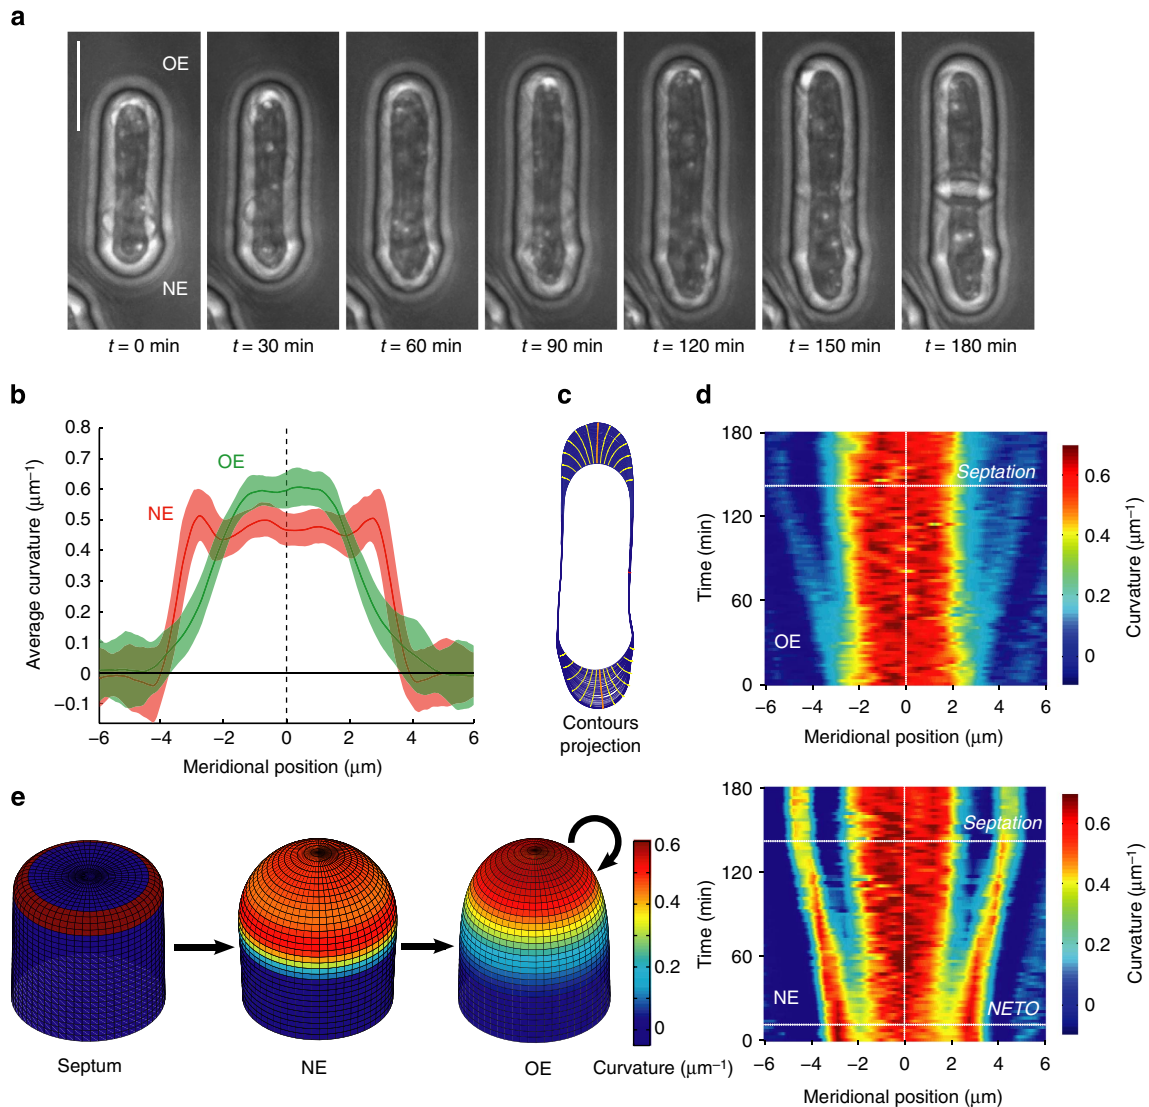 a
OE
NE
t = 0 min
t = 30 min
t = 60 min
t = 90 min
t = 120 min
t = 150 min
t = 180 min
b
0.8
0.7
0.6
0.5
0.4
0.3
0.2
0.1
0
−0.1
Average curvature (μm−1)
OE
NE
−6
−4
−2
0
2
4
6
Meridional position (μm)
c
Contours
projection
d
180
120
60
0
Time (min)
Septation
OE
−6
−4
−2
0
2
4
6
Meridional position (μm)
0.6
0.4
0.2
0
Curvature (μm−1)
180
120
60
0
Time (min)
Septation
NE
NETO
−6
−4
−2
0
2
4
6
Meridional position (μm)
0.6
0.4
0.2
0
Curvature (μm−1)
e
Septum
NE
OE
0.6
0.4
0.2
0
Curvature (μm−1)